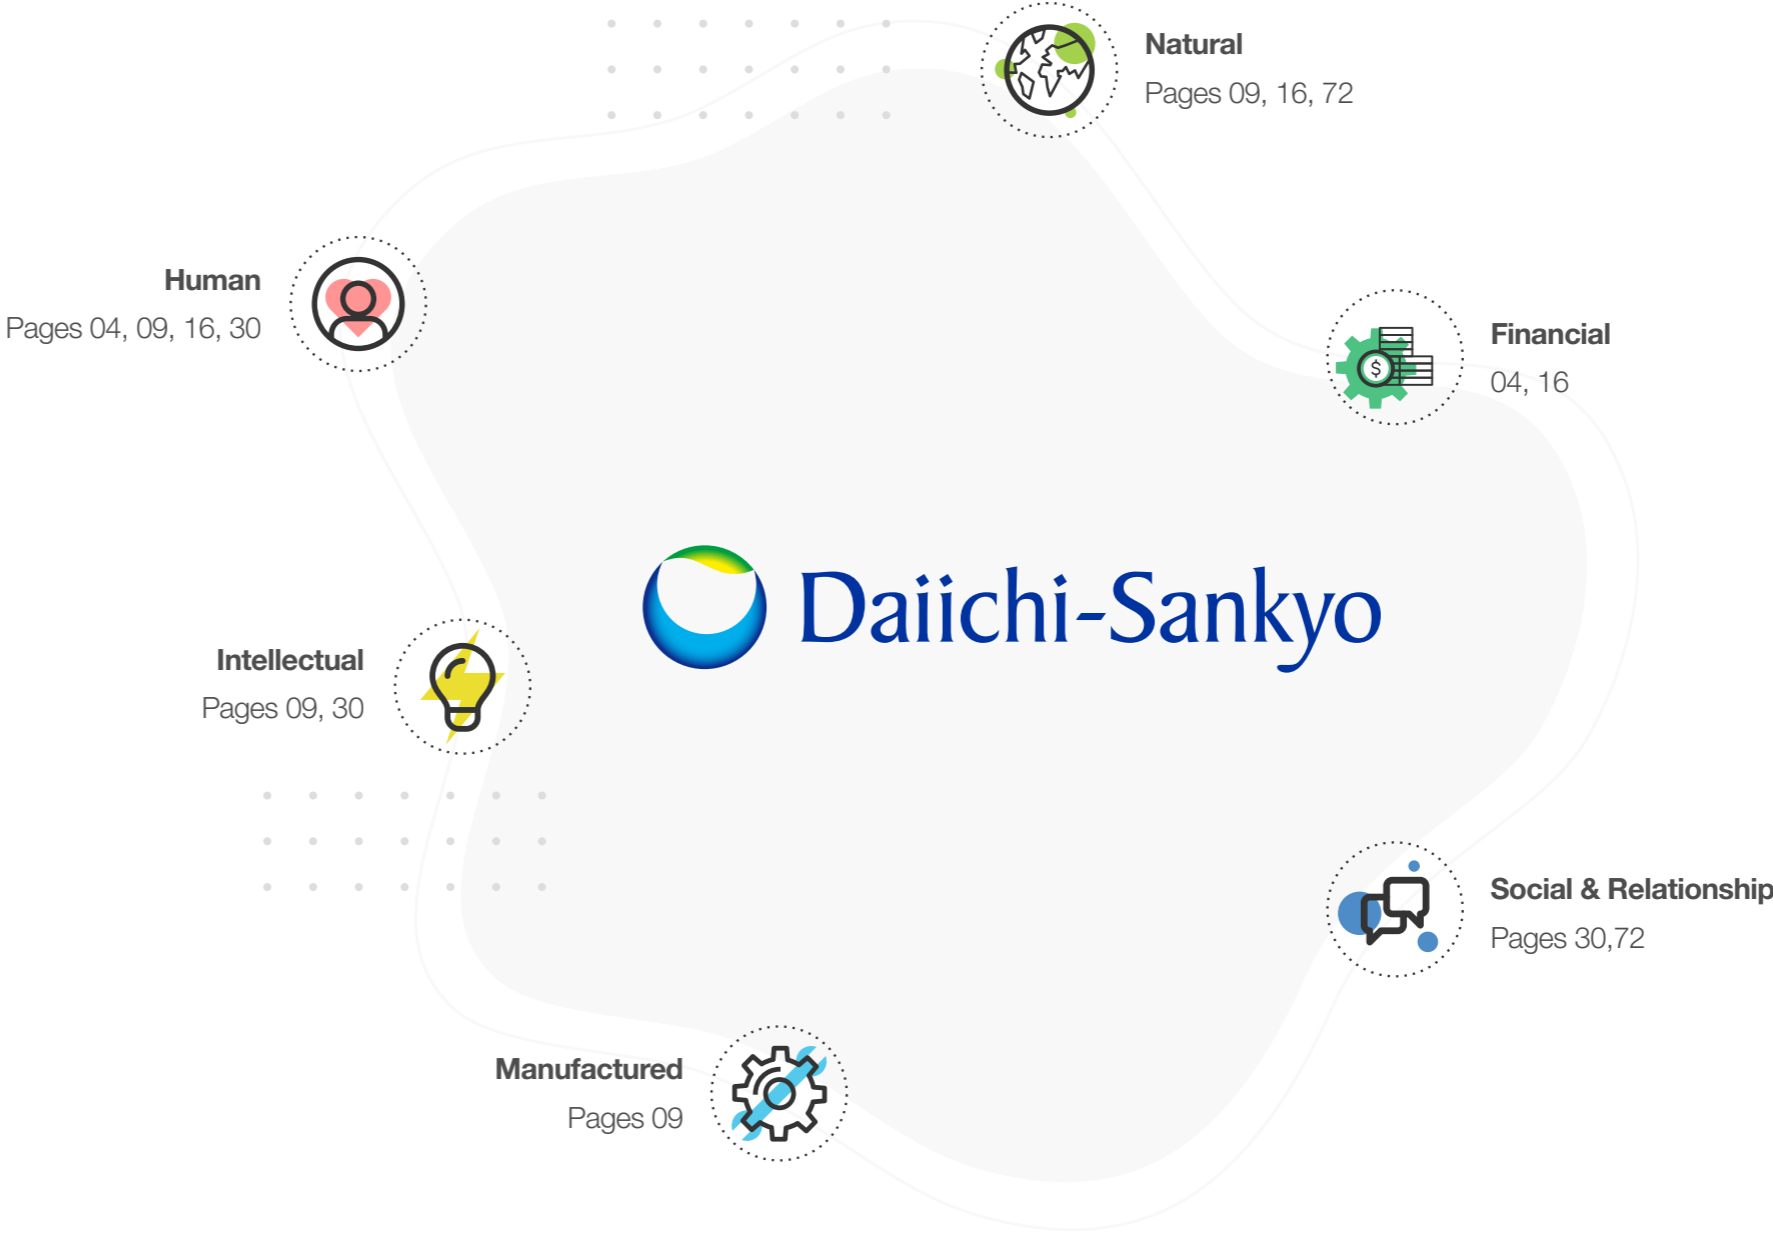 Natural
Pages 09, 16, 72
Human
Pages 04, 09, 16, 30
Financial
04, 16
$
Daiichi-Sankyo
Intellectual
Pages 09, 30
Social & Relationship
Pages 30,72
Manufactured
Pages 09